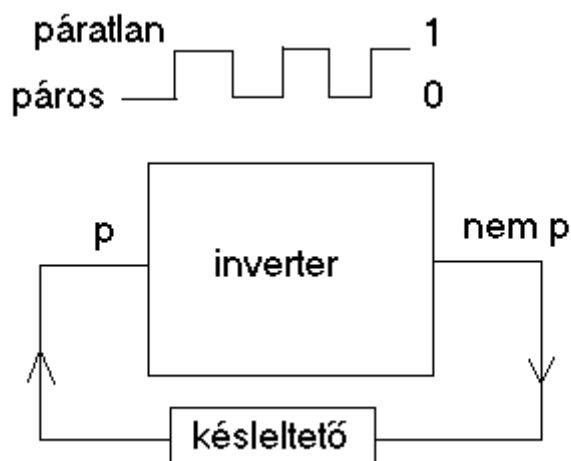 páratlan 1
páros 0
p nem p
inverter
késleltető